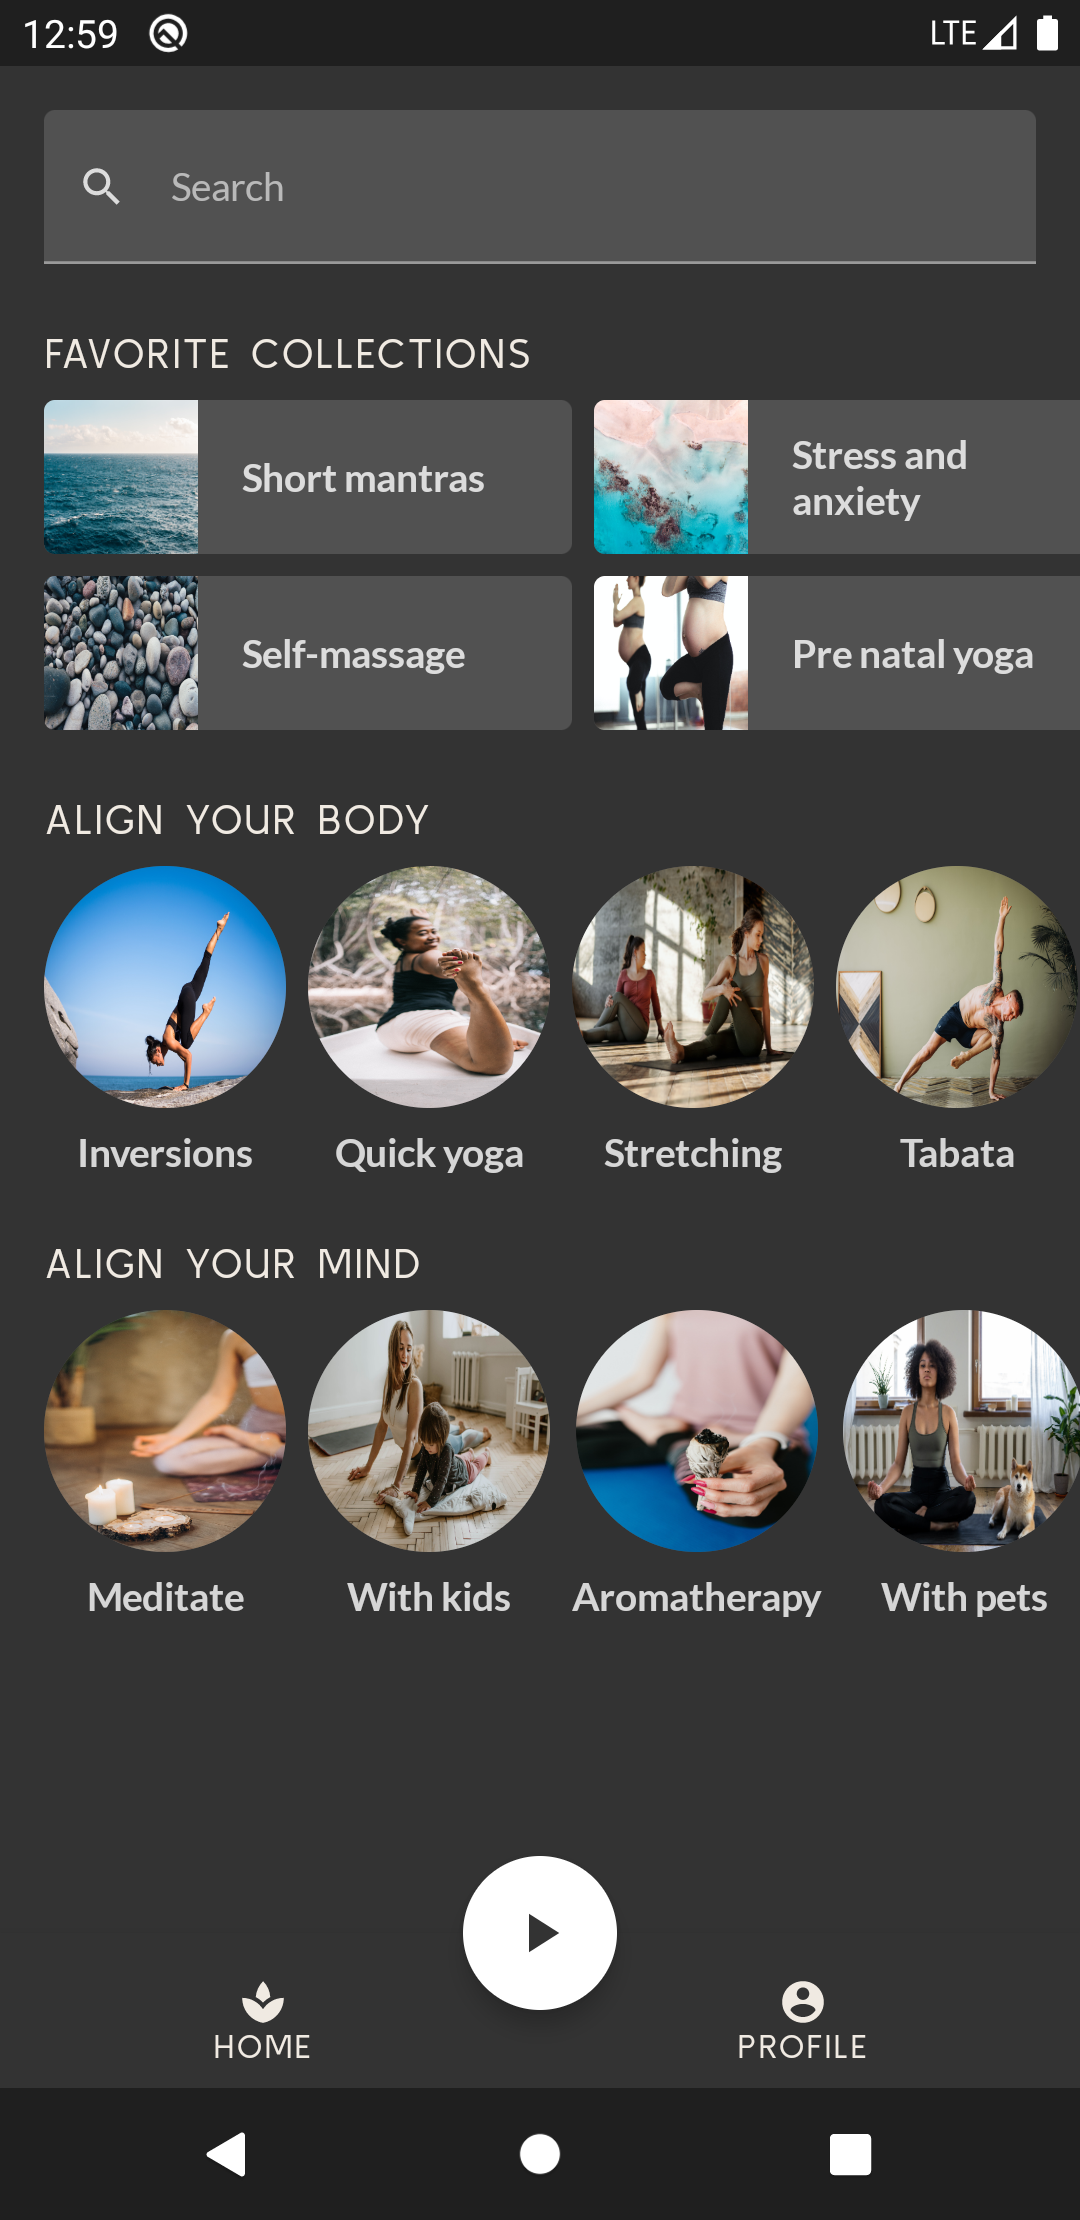 12:59
LTE
Search
FAVORITE COLLECTIONS
Short mantras
Stress and
anxiety
Self-massage
Pre natal yoga
ALIGN YOUR BODY
Inversions
Quick yoga
Stretching
Tabata
ALIGN YOUR MIND
Meditate
With kids
Aromatherapy
With pets
HOME
PROFILE